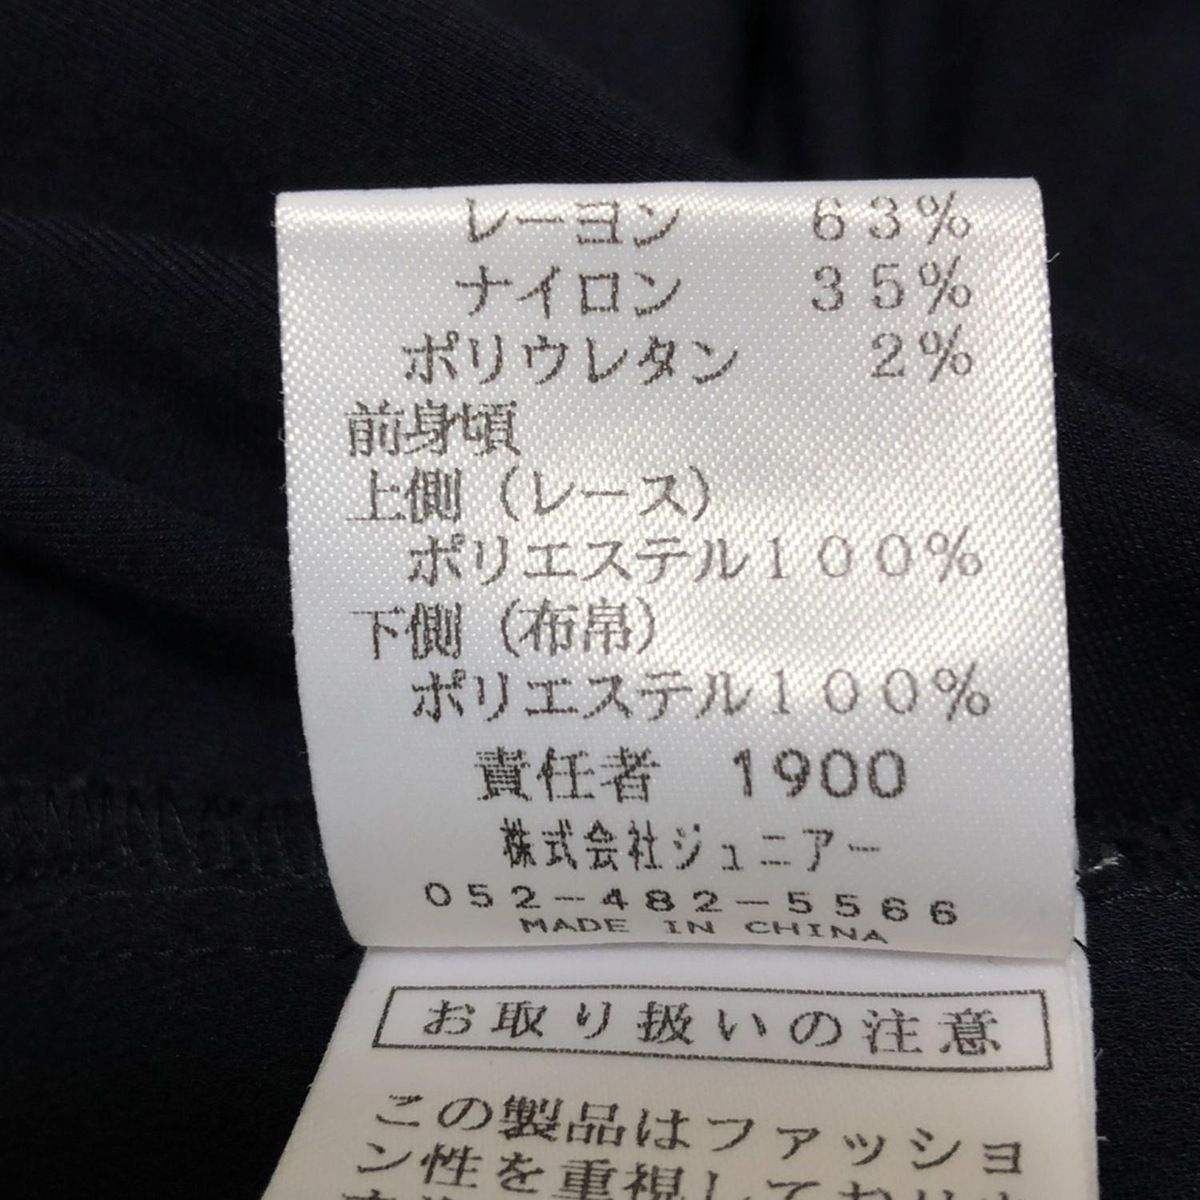 レーヨン 63%
ナイロン 35%
ポリウレタン 2%
前身頃
上側(レース)
ポリエステル100%
下側(布帛)
ポリエステル100%
責任者 1900
株式会社ジュニアー
052-482-5566
MADE IN CHINA
お取り扱いの注意
この製品はファッショ
ン性を重視しており